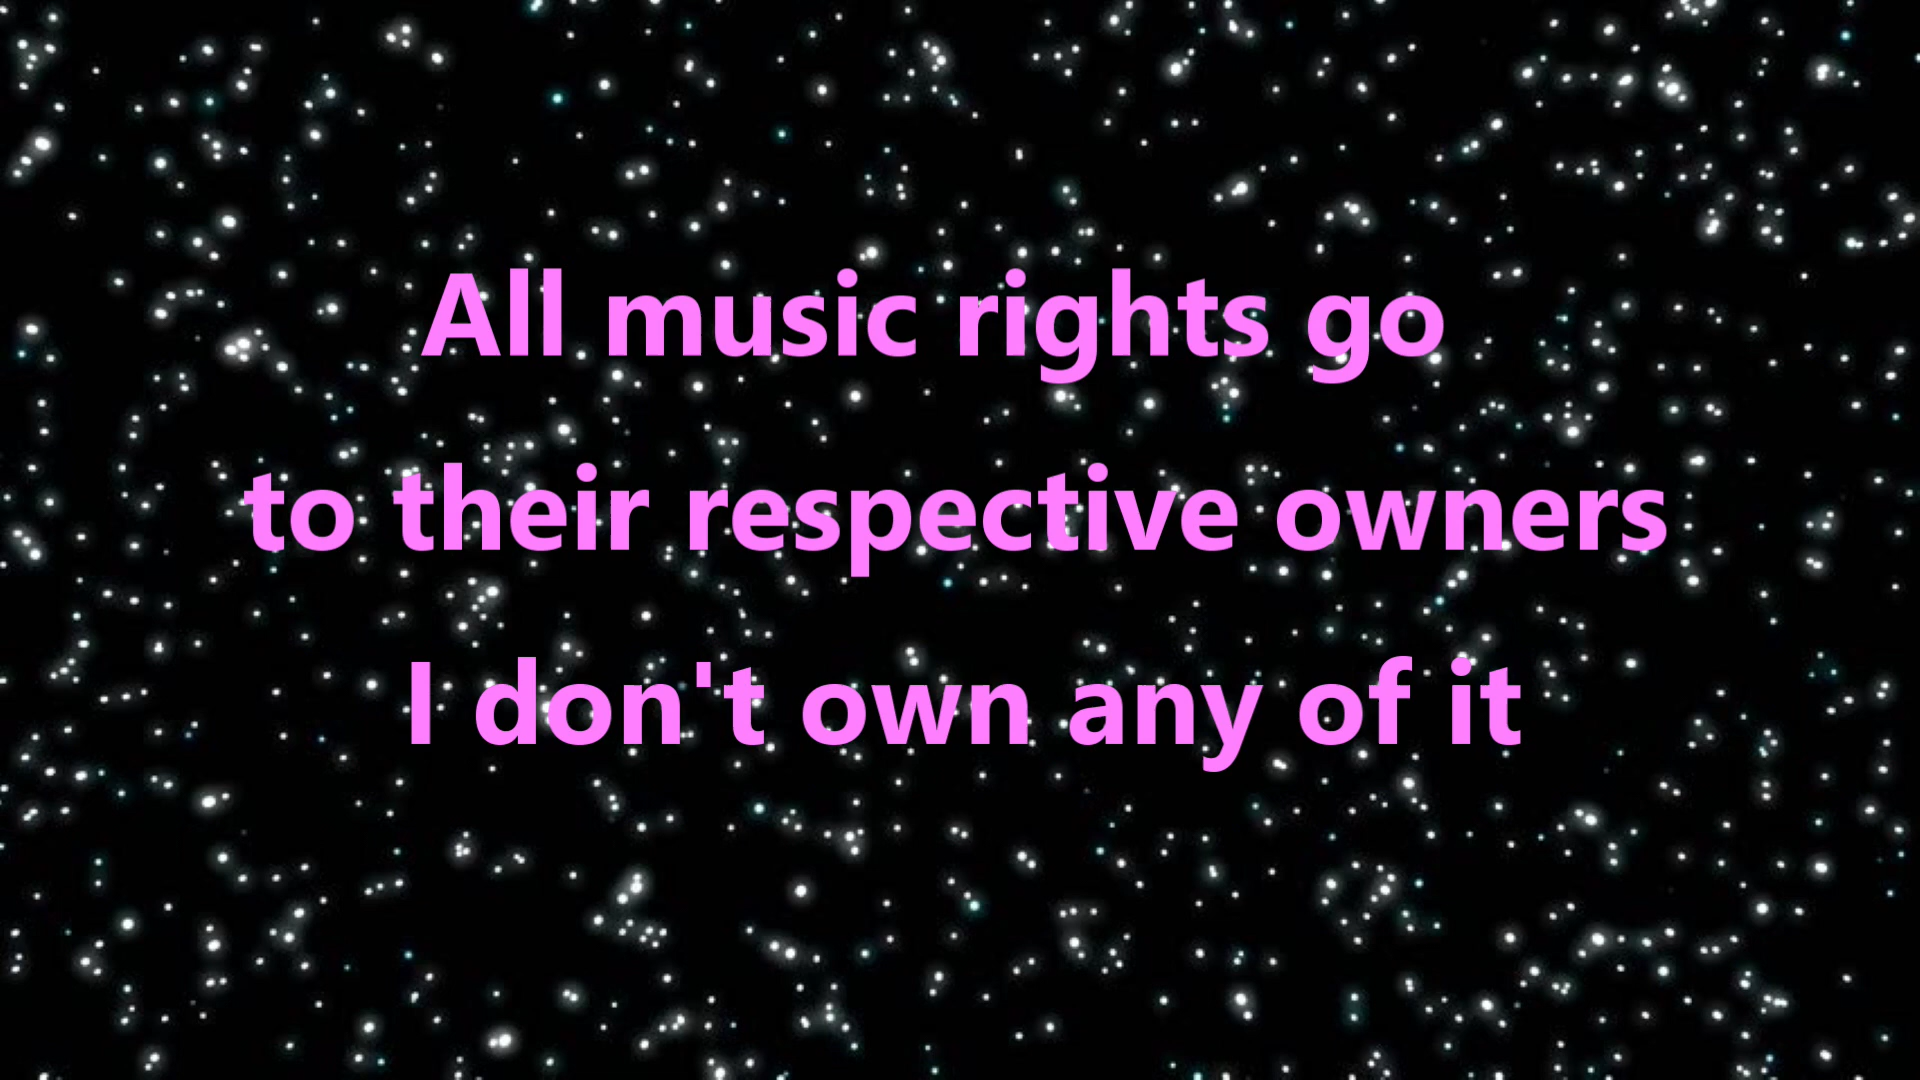 All music rights go
to their respective owners
I don't own any of it